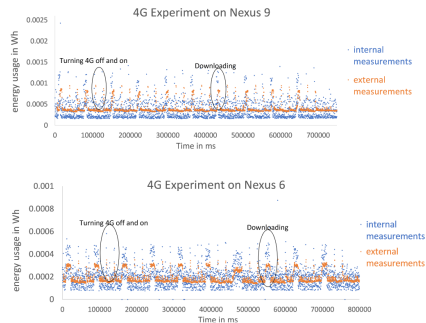 4G Experiment on Nexus 9
energy usage in Wh
0.0025
0.002
0.0015
0.001
0.0005
0
Turning 4G off and on
Downloading
internal
measurements
external
measurements
0 100000 200000 300000 400000 500000 600000 700000
Time in ms
4G Experiment on Nexus 6
energy usage in Wh
0.001
0.0008
0.0006
0.0004
0.0002
0
Turning 4G off and on
Downloading
internal
measurements
external
measurements
0 100000 200000 300000 400000 500000 600000 700000 800000
Time in ms